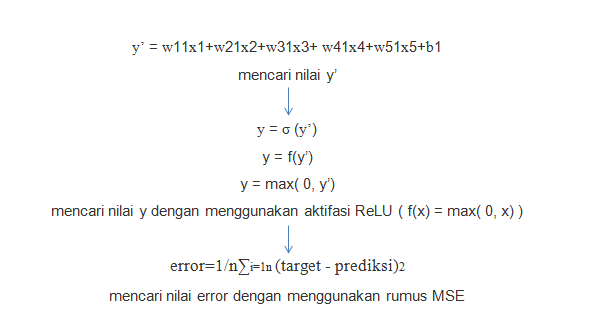 y' = w11x1+w21x2+w31x3+ w41x4+w51x5+b1
mencari nilai y'
y = σ (y')
y = f(y')
y = max( 0, y')
mencari nilai y dengan menggunakan aktifasi ReLU ( f(x) = max( 0, x) )
error=1/n∑i=1n (target - prediksi)2
mencari nilai error dengan menggunakan rumus MSE